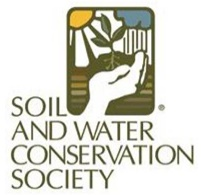 SOIL ®
AND WATER
CONSERVATION
SOCIETY